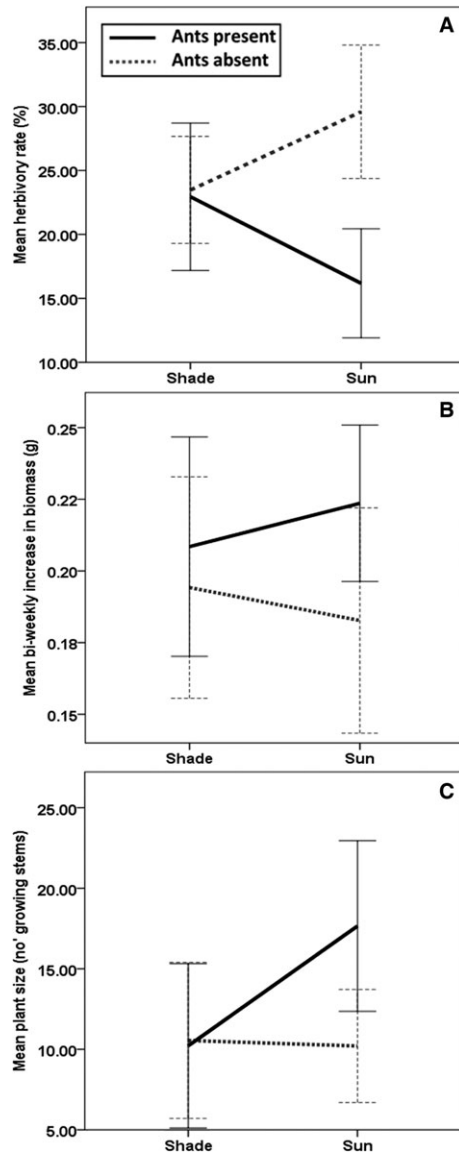 A
Ants present
Ants absent
Mean herbivory rate (%)
35.00
30.00
25.00
20.00
15.00
10.00
Shade
Sun
B
Mean bi-weekly increase in biomass (g)
0.25
0.22
0.20
0.18
0.15
Shade
Sun
C
Mean plant size (no' growing stems)
25.00
20.00
15.00
10.00
5.00
Shade
Sun